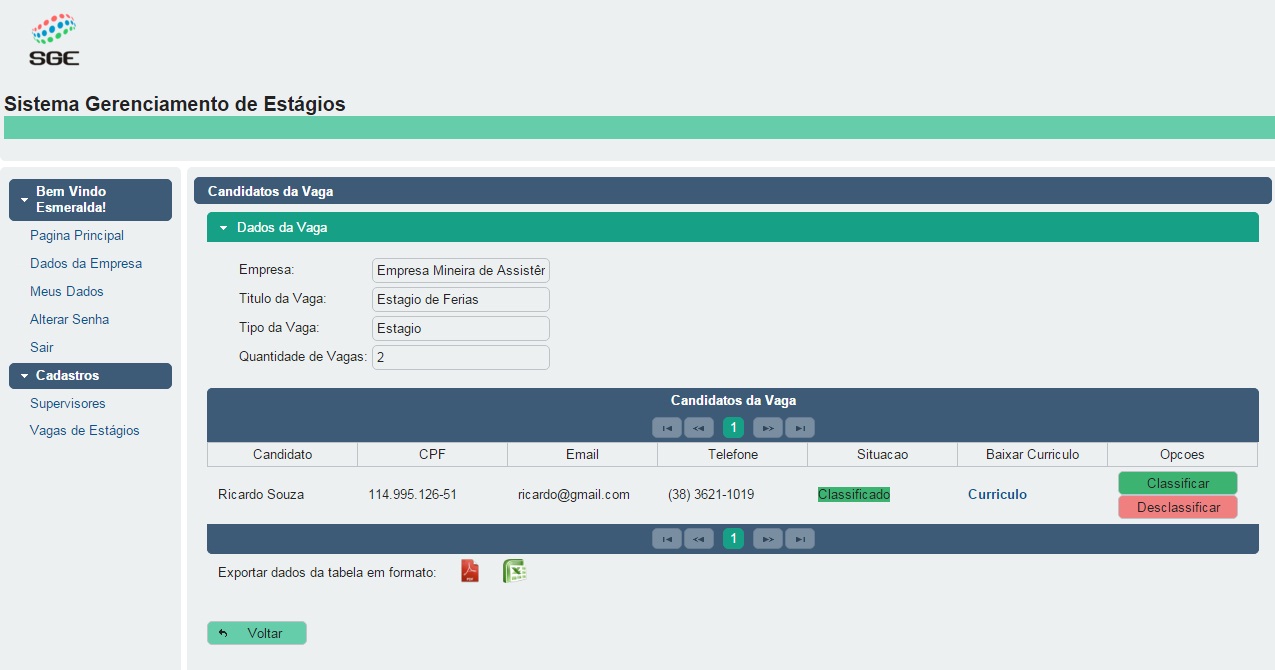 SGE
Sistema Gerenciamento de Estágios
Bem Vindo
Esmeralda!
Pagina Principal
Dados da Empresa
Meus Dados
Alterar Senha
Sair
Cadastros
Supervisores
Vagas de Estágios
Candidatos da Vaga
Dados da Vaga
Empresa: Empresa Mineira de Assistêr
Titulo da Vaga: Estagio de Ferias
Tipo da Vaga: Estagio
Quantidade de Vagas: 2
Candidatos da Vaga
1
Candidato CPF Email Telefone Situacao Baixar Curriculo Opcoes
Ricardo Souza 114.995.126-51 ricardo@gmail.com (38) 3621-1019 Classificado Curriculo Classificar
Desclassificar
1
Exportar dados da tabela em formato:
Voltar